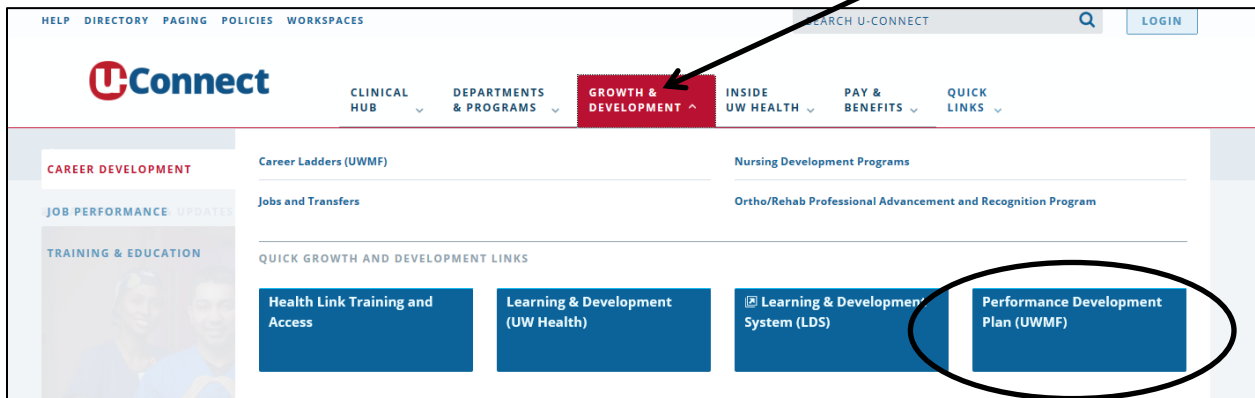 HELP DIRECTORY PAGING POLICIES WORKSPACES
SEARCH U-CONNECT
LOGIN
U-Connect
CLINICAL
HUB
DEPARTMENTS
& PROGRAMS
GROWTH &
DEVELOPMENT
INSIDE
UW HEALTH
PAY &
BENEFITS
QUICK
LINKS
CAREER DEVELOPMENT
JOB PERFORMANCE UPDATES
TRAINING & EDUCATION
Career Ladders (UWMF)
Nursing Development Programs
Jobs and Transfers
Ortho/Rehab Professional Advancement and Recognition Program
QUICK GROWTH AND DEVELOPMENT LINKS
Health Link Training and
Access
Learning & Development
(UW Health)
Learning & Development
System (LDS)
Performance Development
Plan (UWMF)